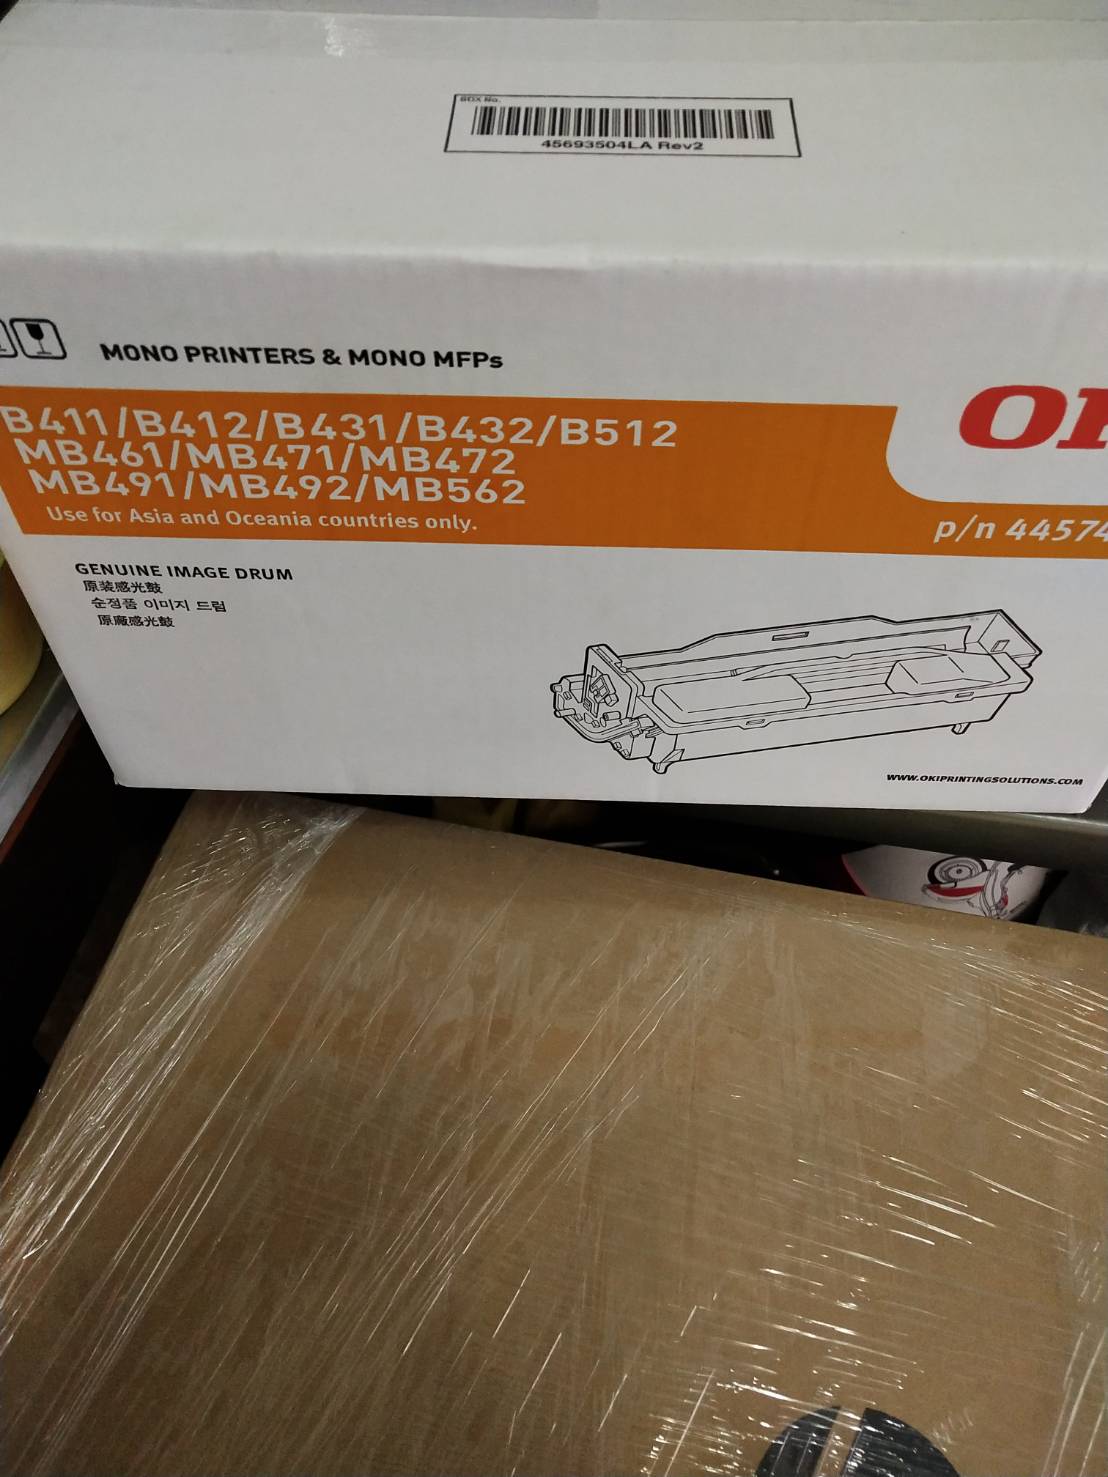 BOX No.
45693504LA Rev2
MONO PRINTERS & MONO MFPs
B411/B412/B431/B432/B512
MB461/MB471/MB472
MB491/MB492/MB562
Use for Asia and Oceania countries only.
OK
p/n 44574
GENUINE IMAGE DRUM
原装感光鼓
순정품 이미지 드럼
原廠感光鼓
WWW.OKIPRINTINGSOLUTIONS.COM